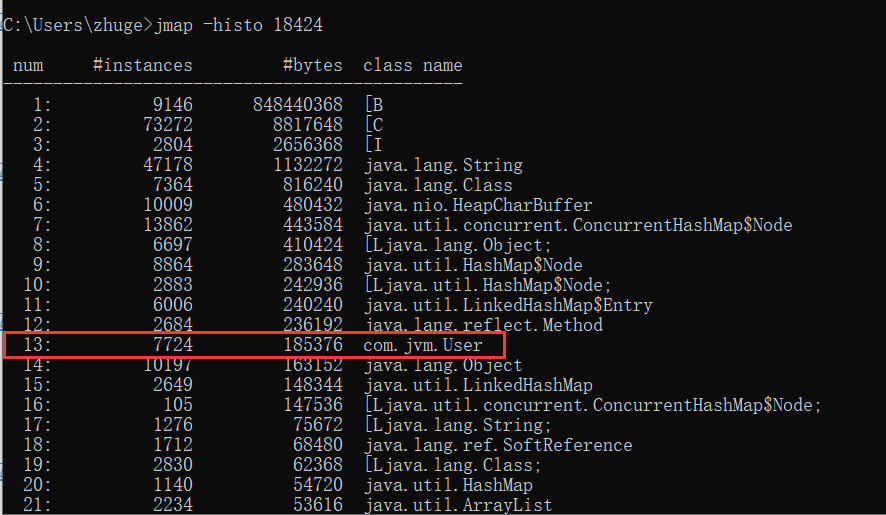 C:\Users\zhuge>jmap -histo 18424
num #instances #bytes class name
----------------------------------------------
1: 9146 848440368 [B
2: 73272 8817648 [C
3: 2804 2656368 [I
4: 47178 1132272 java.lang.String
5: 7364 816240 java.lang.Class
6: 10009 480432 java.nio.HeapCharBuffer
7: 13862 443584 java.util.concurrent.ConcurrentHashMap$Node
8: 6697 410424 [Ljava.lang.Object;
9: 8864 283648 java.util.HashMap$Node
10: 2883 242936 [Ljava.util.HashMap$Node;
11: 6006 240240 java.util.LinkedHashMap$Entry
12: 2684 236192 java.lang.reflect.Method
13: 7724 185376 com.jvm.User
14: 10197 163152 java.lang.Object
15: 2649 148344 java.util.LinkedHashMap
16: 105 147536 [Ljava.util.concurrent.ConcurrentHashMap$Node;
17: 1276 75672 [Ljava.lang.String;
18: 1712 68480 java.lang.ref.SoftReference
19: 2830 62368 [Ljava.lang.Class;
20: 1140 54720 java.util.HashMap
21: 2234 53616 java.util.ArrayList